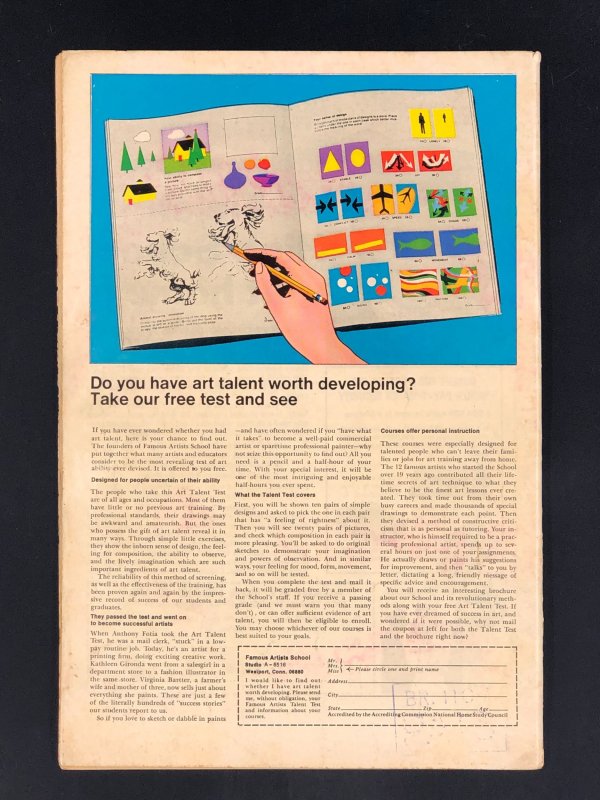 Your sense of design
Your ability to complete
a picture
Do you have art talent worth developing?
Take our free test and see
If you have ever wondered whether you had
art talent, here is your chance to find out.
The founders of Famous Artists School have
put together what many artists and educators
consider to be the most revealing test of art
ability ever devised. It is offered to you free.
Designed for people uncertain of their ability
The people who take this Art Talent Test
are of all ages and occupations. Most of them
have little or no previous art training. By
professional standards, their drawings may
be awkward and amateurish. But the ones
who possess the gift of art talent reveal it in
many ways. Through simple little exercises,
they show the inborn sense of design, the feel-
ing for composition, the ability to observe,
and the lively imagination which are such
important ingredients of art talent.
The reliability of this method of screening,
as well as the effectiveness of the training, has
been proven again and again by the impres-
sive record of success of our students and
graduates.
They passed the test and went on
to become successful artists
When Anthony Fotia took the Art Talent
Test, he was a mail clerk, "stuck" in a low-
pay routine job. Today, he's an artist for a
printing firm, doing exciting creative work.
Kathleen Gironda went from a salesgirl in a
department store to a fashion illustrator in
the same store. Virginia Bartter, a farmer's
wife and mother of three, now sells just about
everything she paints. These are just a few
of the literally hundreds of "success stories"
our students report to us.
So if you love to sketch or dabble in paints
—and have often wondered if you "have what
it takes" to become a well-paid commercial
artist or sparetime professional painter—why
not seize this opportunity to find out? All you
need is a pencil and a half-hour of your
time. With your special interest, it will be
one of the most intriguing and enjoyable
half-hours you ever spent.
What the Talent Test covers
First, you will be shown ten pairs of simple
designs and asked to pick the one in each pair
that has "a feeling of rightness" about it.
Then you will see twenty pairs of pictures,
and check which composition in each pair is
more pleasing. You'll be asked to do original
sketches to demonstrate your imagination
and powers of observation. And in similar
ways, your feeling for mood, form, movement,
and so on will be tested.
When you complete the test and mail it
back, it will be graded free by a member of
the School's staff. If you receive a passing
grade (and we must warn you that many
don't), or can offer sufficient evidence of art
talent, you will then be eligible to enroll.
You may choose whichever of our courses is
best suited to your goals.
Courses offer personal instruction
These courses were especially designed for
talented people who can't leave their fami-
lies or jobs for art training away from home.
The 12 famous artists who started the School
over 19 years ago contributed all their life-
time secrets of art technique to what they
believe to be the finest art lessons ever cre-
ated. They took time out from their own
busy careers and made thousands of special
drawings to demonstrate each point. Then
they devised a method of constructive criti-
cism that is as personal as tutoring. Your in-
structor, who is himself required to be a prac-
ticing professional artist, spends up to sev-
eral hours on just one of your assignments.
He actually draws or paints his suggestions
for improvement, and then "talks" to you by
letter, dictating a long, friendly message of
specific advice and encouragement.
You will receive an interesting brochure
about our School and its revolutionary meth-
ods along with your free Art Talent Test. If
you have ever dreamed of success in art, and
wondered if it were possible, why not mail
the coupon at left for both the Talent Test
and the brochure right now?
Famous Artists School
Studio A-6516
Westport, Conn. 06880
I would like to find out
whether I have art talent
worth developing. Please send
me, without obligation, your
Famous Artists Talent Test
and information about your
courses.
Mr.
Mrs.
Miss
Please circle one and print name
Address
City
State Zip Age
Accredited by the Accrediting Commission National Home Study Council